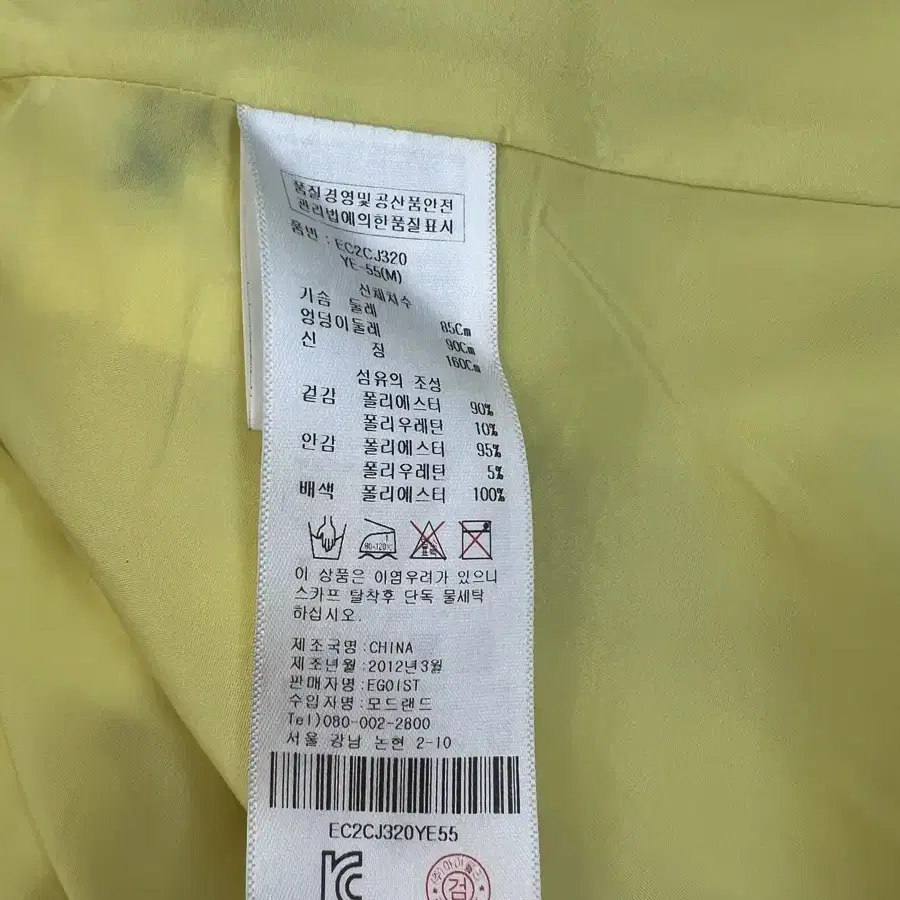 품질경영및공산품안전
관리법에의한품질표시
품번 : EC2CJ320
YE-55(M)
신체치수
가슴 둘레 85Cm
엉덩이둘레 90Cm
신 장 160Cm
섬유의 조성
겉감 폴리에스터 90%
폴리우레탄 10%
안감 폴리에스터 95%
폴리우레탄 5%
배색 폴리에스터 100%
80~120℃
이 상품은 이염우려가 있으니
스카프 탈착후 단독 물세탁
하십시오.
제조국명:CHINA
제조년월:2012년3월
판매자명:EGOIST
수입자명:모드랜드
Tel)080-002-2800
서울 강남 논현 2-10
EC2CJ320YE55
검